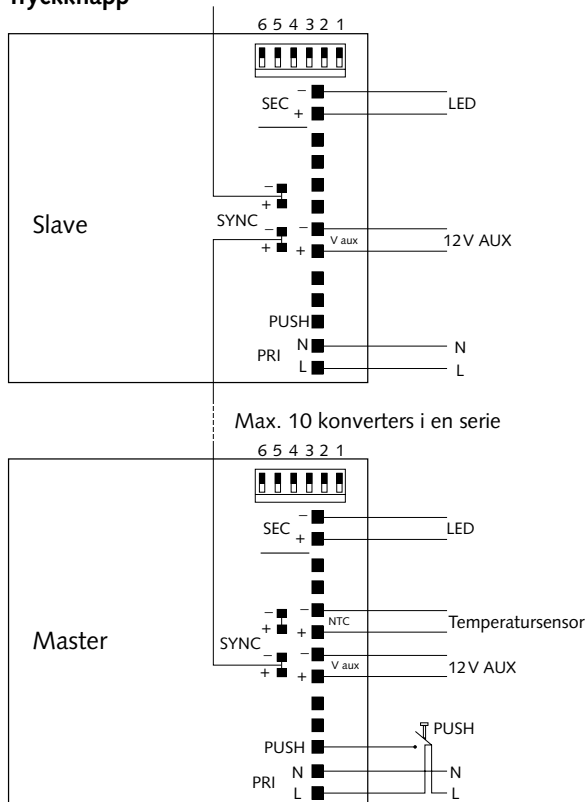 Tryckknapp
6 5 4 3 2 1
−
SEC
+
LED
−
+
SYNC
−
+
Slave
−
V aux
+
12V AUX
PUSH
N
PRI
L
N
L
Max. 10 konverters i en serie
6 5 4 3 2 1
−
SEC
+
LED
−
+
−
NTC
+
Temperatursensor
Master
SYNC
−
+
−
V aux
+
12V AUX
PUSH
PUSH
N
PRI
L
N
L